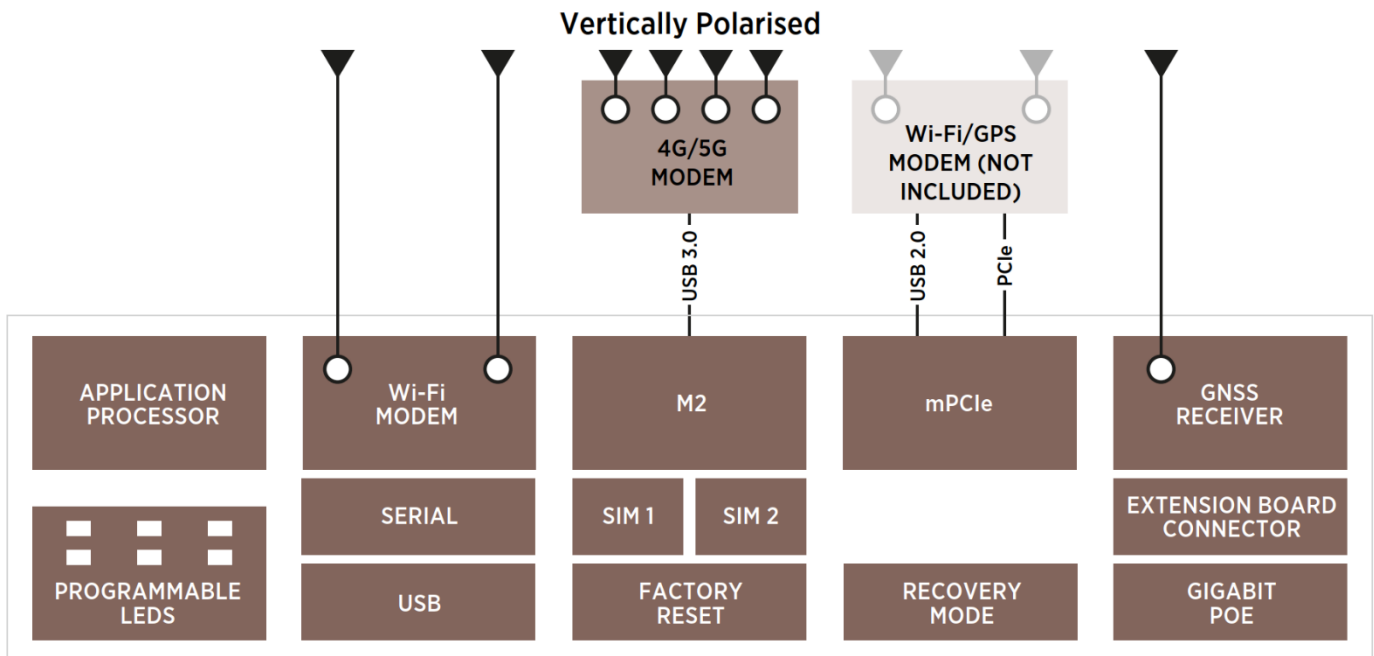 Vertically Polarised
4G/5G
MODEM
Wi-Fi/GPS
MODEM (NOT
INCLUDED)
USB 3.0
USB 2.0
PCIe
APPLICATION
PROCESSOR
Wi-Fi
MODEM
M2
mPCIe
GNSS
RECEIVER
SERIAL
SIM 1
SIM 2
EXTENSION BOARD
CONNECTOR
PROGRAMMABLE
LEDS
USB
FACTORY
RESET
RECOVERY
MODE
GIGABIT
POE